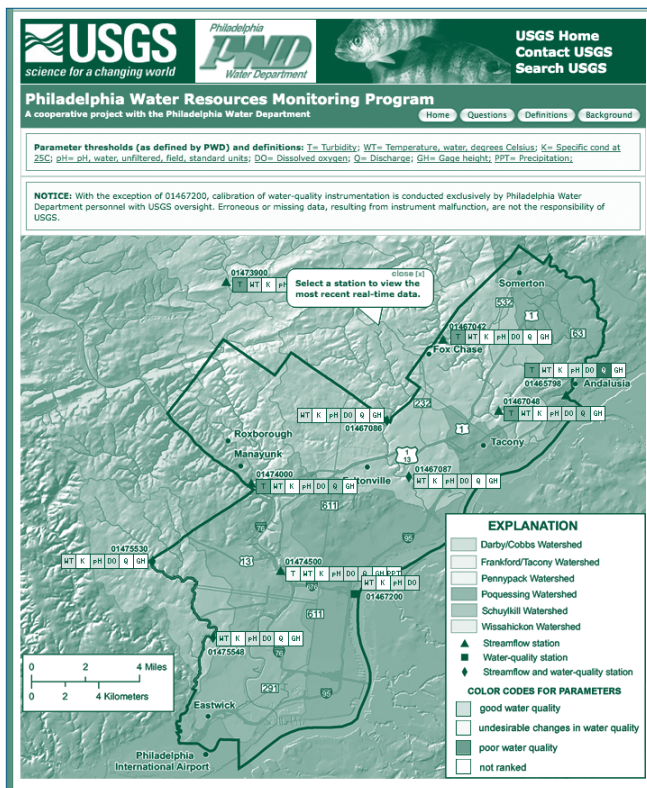 USGS
science for a changing world
Philadelphia
PWD
Water Department
USGS Home
Contact USGS
Search USGS
Philadelphia Water Resources Monitoring Program
A cooperative project with the Philadelphia Water Department
Home Questions Definitions Background
Parameter thresholds (as defined by PWD) and definitions: T= Turbidity; WT= Temperature, water, degrees Celsius; K= Specific cond at
25C; pH= pH, water, unfiltered, field, standard units; DO= Dissolved oxygen; Q= Discharge; GH= Gage height; PPT= Precipitation;
NOTICE: With the exception of 01467200, calibration of water-quality instrumentation is conducted exclusively by Philadelphia Water
Department personnel with USGS oversight. Erroneous or missing data, resulting from instrument malfunction, are not the responsibility of
USGS.
01473900
T WT K pH
close [x]
Select a station to view the
most recent real-time data.
Somerton
532
1
63
01467042
T WT K pH DO Q GH
Fox Chase
T WT K pH DO Q GH
01465798
Andalusia
232
01467048
T WT K pH DO Q GH
WT K pH DO Q GH
01467086
1
Roxborough
Tacony
Manayunk
1
13
01474000
T WT K pH DO Q GH
01467087
WT K pH DO Q GH
611
76
95
01475530
WT K pH DO Q GH
13
01474500
T WT K pH DO Q GH PPT
WT K pH DO
01467200
611
WT K pH DO Q GH
01475548
76
291
95
Eastwick
Philadelphia
International Airport
0 2 4 Miles
0 2 4 Kilometers
EXPLANATION
Darby/Cobbs Watershed
Frankford/Tacony Watershed
Pennypack Watershed
Poquessing Watershed
Schuylkill Watershed
Wissahickon Watershed
Streamflow station
Water-quality station
Streamflow and water-quality station
COLOR CODES FOR PARAMETERS
good water quality
undesirable changes in water quality
poor water quality
not ranked